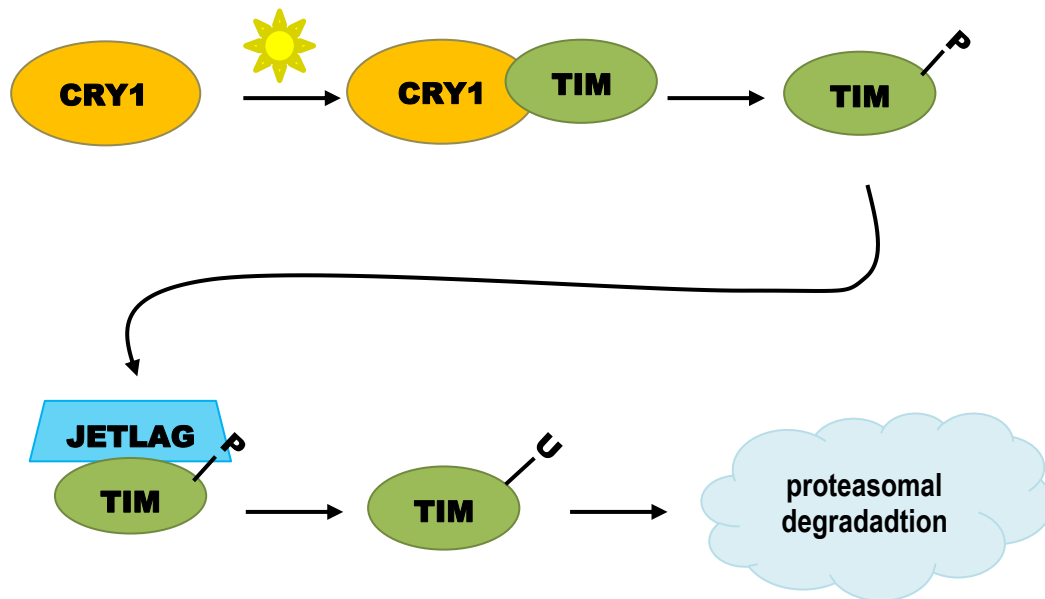 CRY1
CRY1
TIM
TIM
P
JETLAG
P
TIM
TIM
U
proteasomal
degradadtion